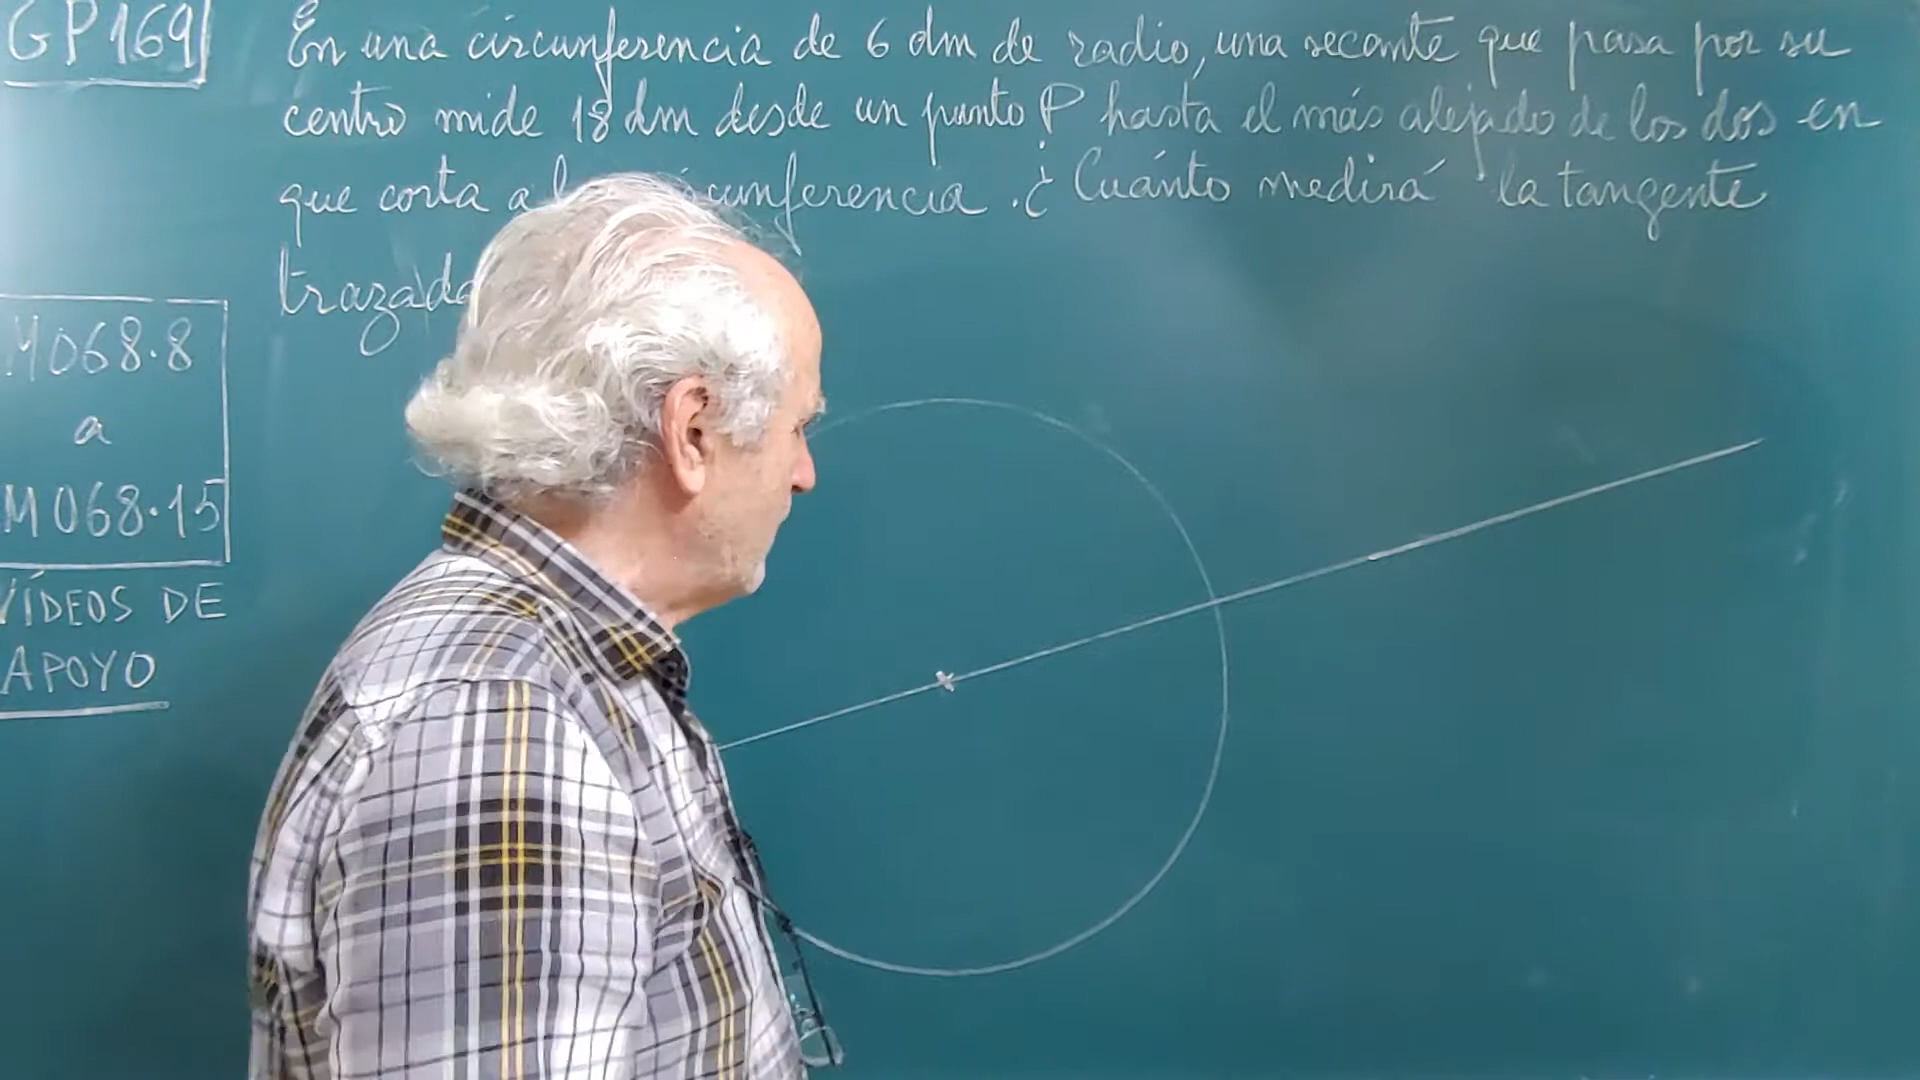 GP169
En una circunferencia de 6 dm de radio, una secante que pasa por su
centro mide 18 dm desde un punto P hasta el más alejado de los dos en
que corta a cunferencia. ¿Cuánto medirá la tangente
trazada
M068.8
a
M068.15
VÍDEOS DE
APOYO